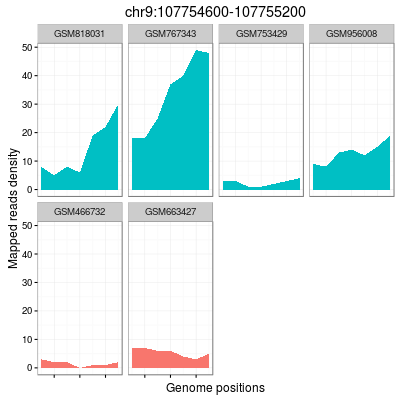 chr9:107754600-107755200
GSM818031 GSM767343 GSM753429 GSM956008
50
40
30
20
10
0
Mapped reads density
GSM466732 GSM663427
50
40
30
20
10
0
Genome positions